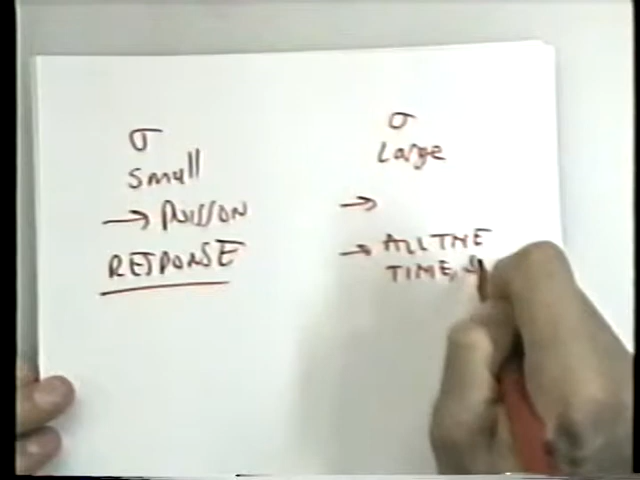 σ
small
→ POISSON
RESPONSE
σ
Large
→
→ ALL THE
TIME,